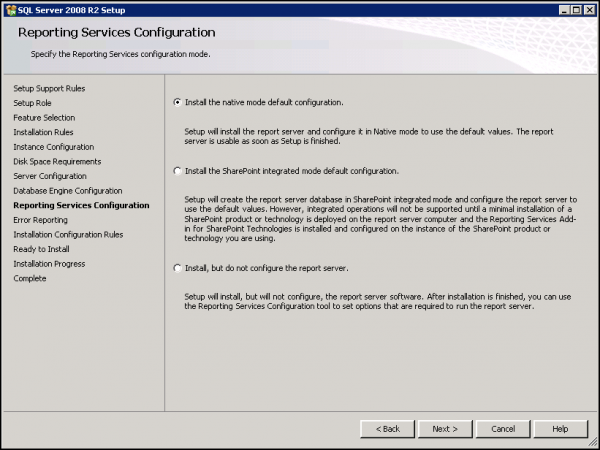 SQL Server 2008 R2 Setup
Reporting Services Configuration
Specify the Reporting Services configuration mode.
Setup Support Rules
Setup Role
Feature Selection
Installation Rules
Instance Configuration
Disk Space Requirements
Server Configuration
Database Engine Configuration
Reporting Services Configuration
Error Reporting
Installation Configuration Rules
Ready to Install
Installation Progress
Complete
Install the native mode default configuration.
Setup will install the report server and configure it in Native mode to use the default values. The report
server is usable as soon as Setup is finished.
Install the SharePoint integrated mode default configuration.
Setup will create the report server database in SharePoint integrated mode and configure the report server to
use the default values. However, integrated operations will not be supported until a minimal installation of a
SharePoint product or technology is deployed on the report server computer and the Reporting Services Add-
in for SharePoint Technologies is installed and configured on the instance of the SharePoint product or
technology you are using.
Install, but do not configure the report server.
Setup will install, but will not configure, the report server software. After installation is finished, you can use
the Reporting Services Configuration tool to set options that are required to run the report server.
< Back
Next >
Cancel
Help